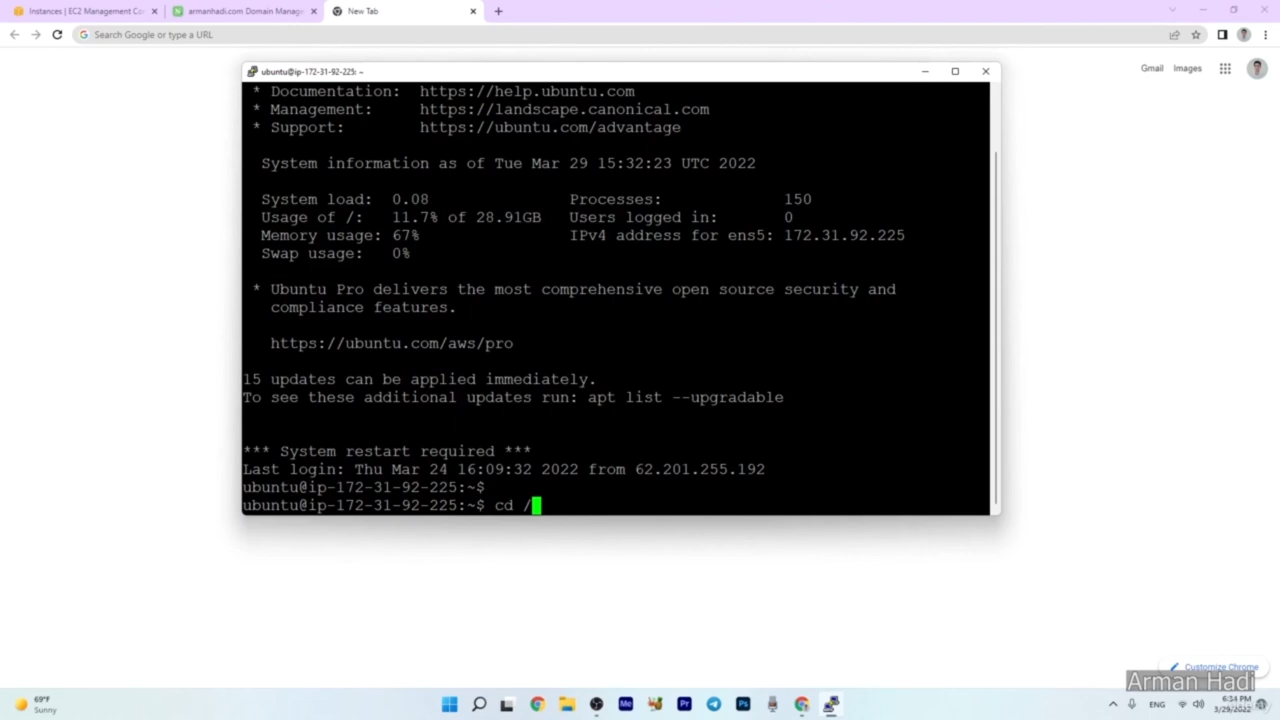 Instances | EC2 Management Co
armanhadi.com Domain Manage
New Tab
Search Google or type a URL
Gmail
Images
ubuntu@ip-172-31-92-225: ~
* Documentation:  https://help.ubuntu.com
* Management:     https://landscape.canonical.com
* Support:        https://ubuntu.com/advantage
System information as of Tue Mar 29 15:32:23 UTC 2022
System load:  0.08               Processes:             150
Usage of /:   11.7% of 28.91GB   Users logged in:       0
Memory usage: 67%                IPv4 address for ens5: 172.31.92.225
Swap usage:   0%
* Ubuntu Pro delivers the most comprehensive open source security and
compliance features.
https://ubuntu.com/aws/pro
15 updates can be applied immediately.
To see these additional updates run: apt list --upgradable
*** System restart required ***
Last login: Thu Mar 24 16:09:32 2022 from 62.201.255.192
ubuntu@ip-172-31-92-225:~$
ubuntu@ip-172-31-92-225:~$ cd /
Customize Chrome
Arman Hadi
69°F
Sunny
ENG
6:34 PM
3/29/2022